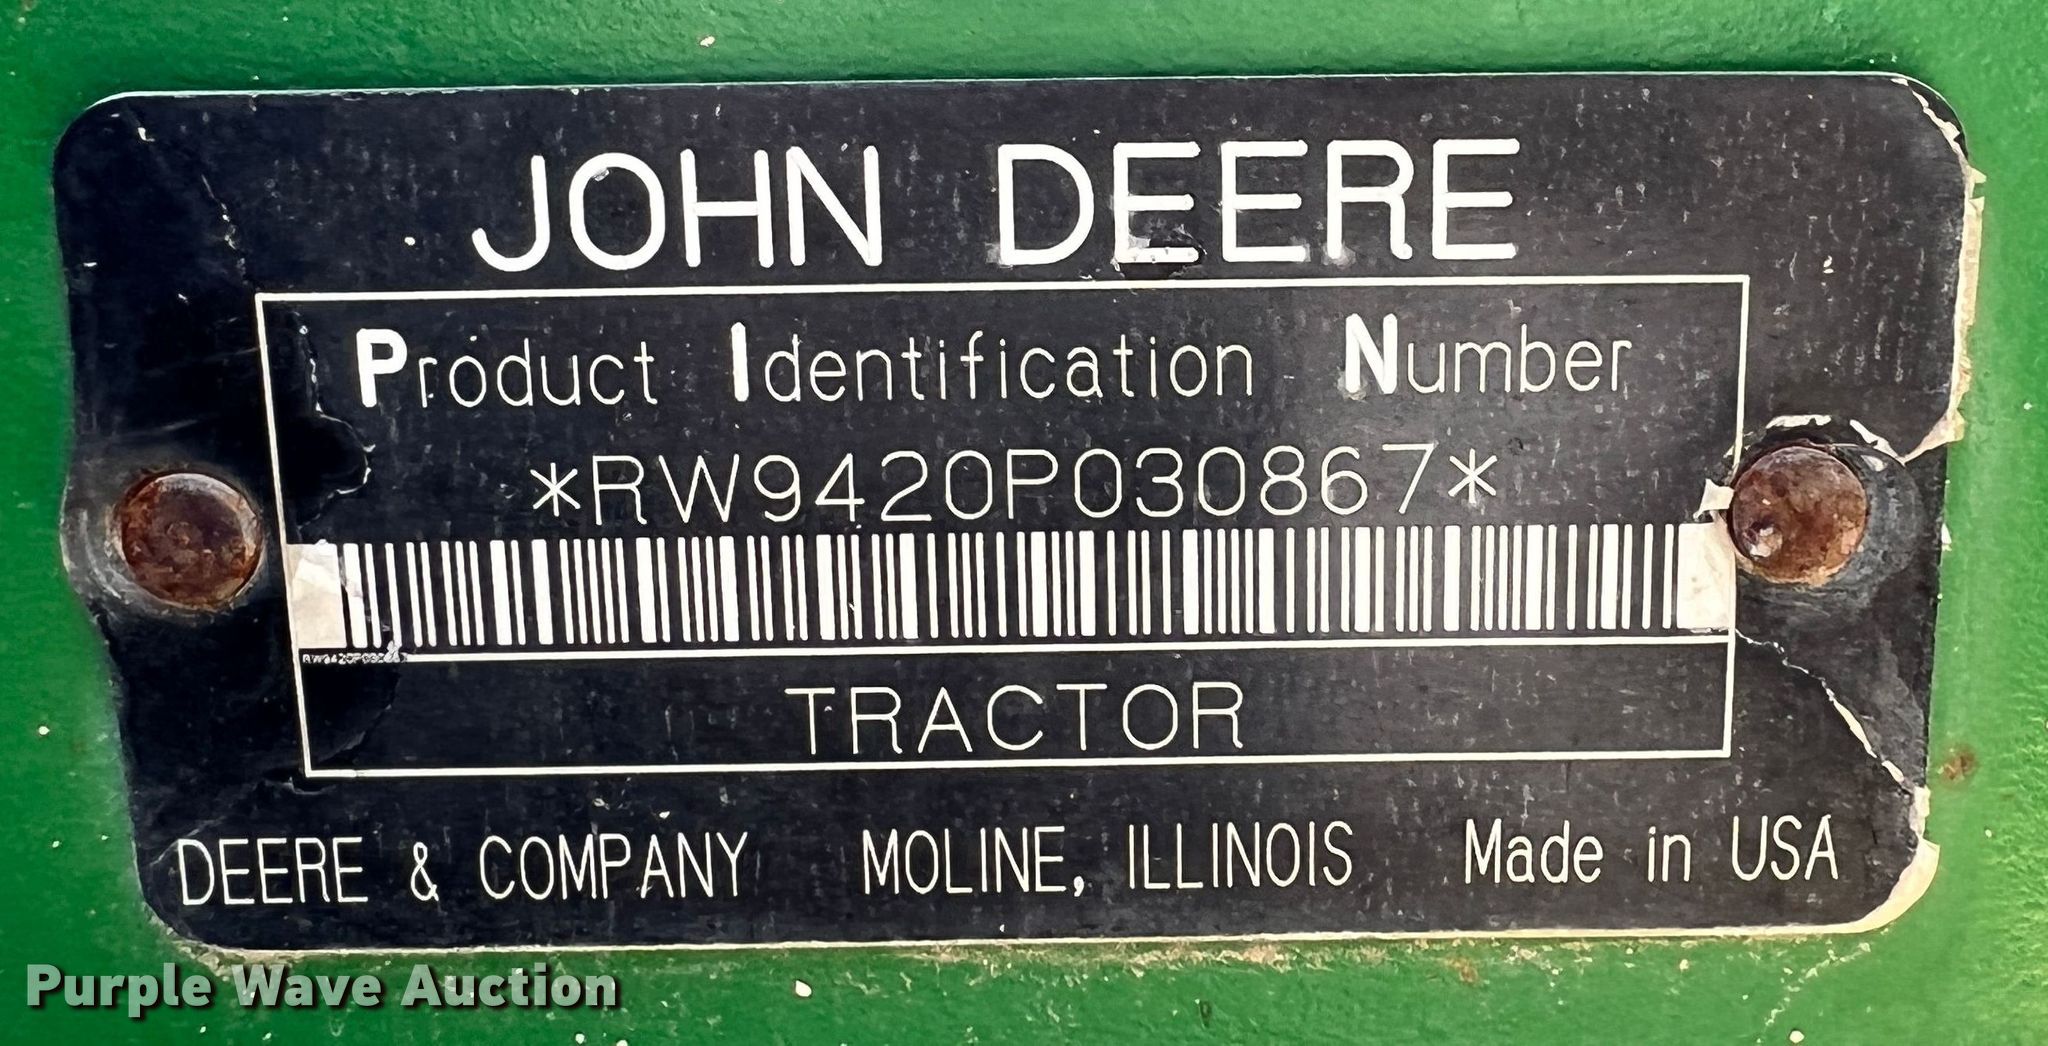 JOHN DEERE
Product Identification Number
*RW9420P030867*
TRACTOR
DEERE & COMPANY MOLINE, ILLINOIS Made in USA
Purple Wave Auction